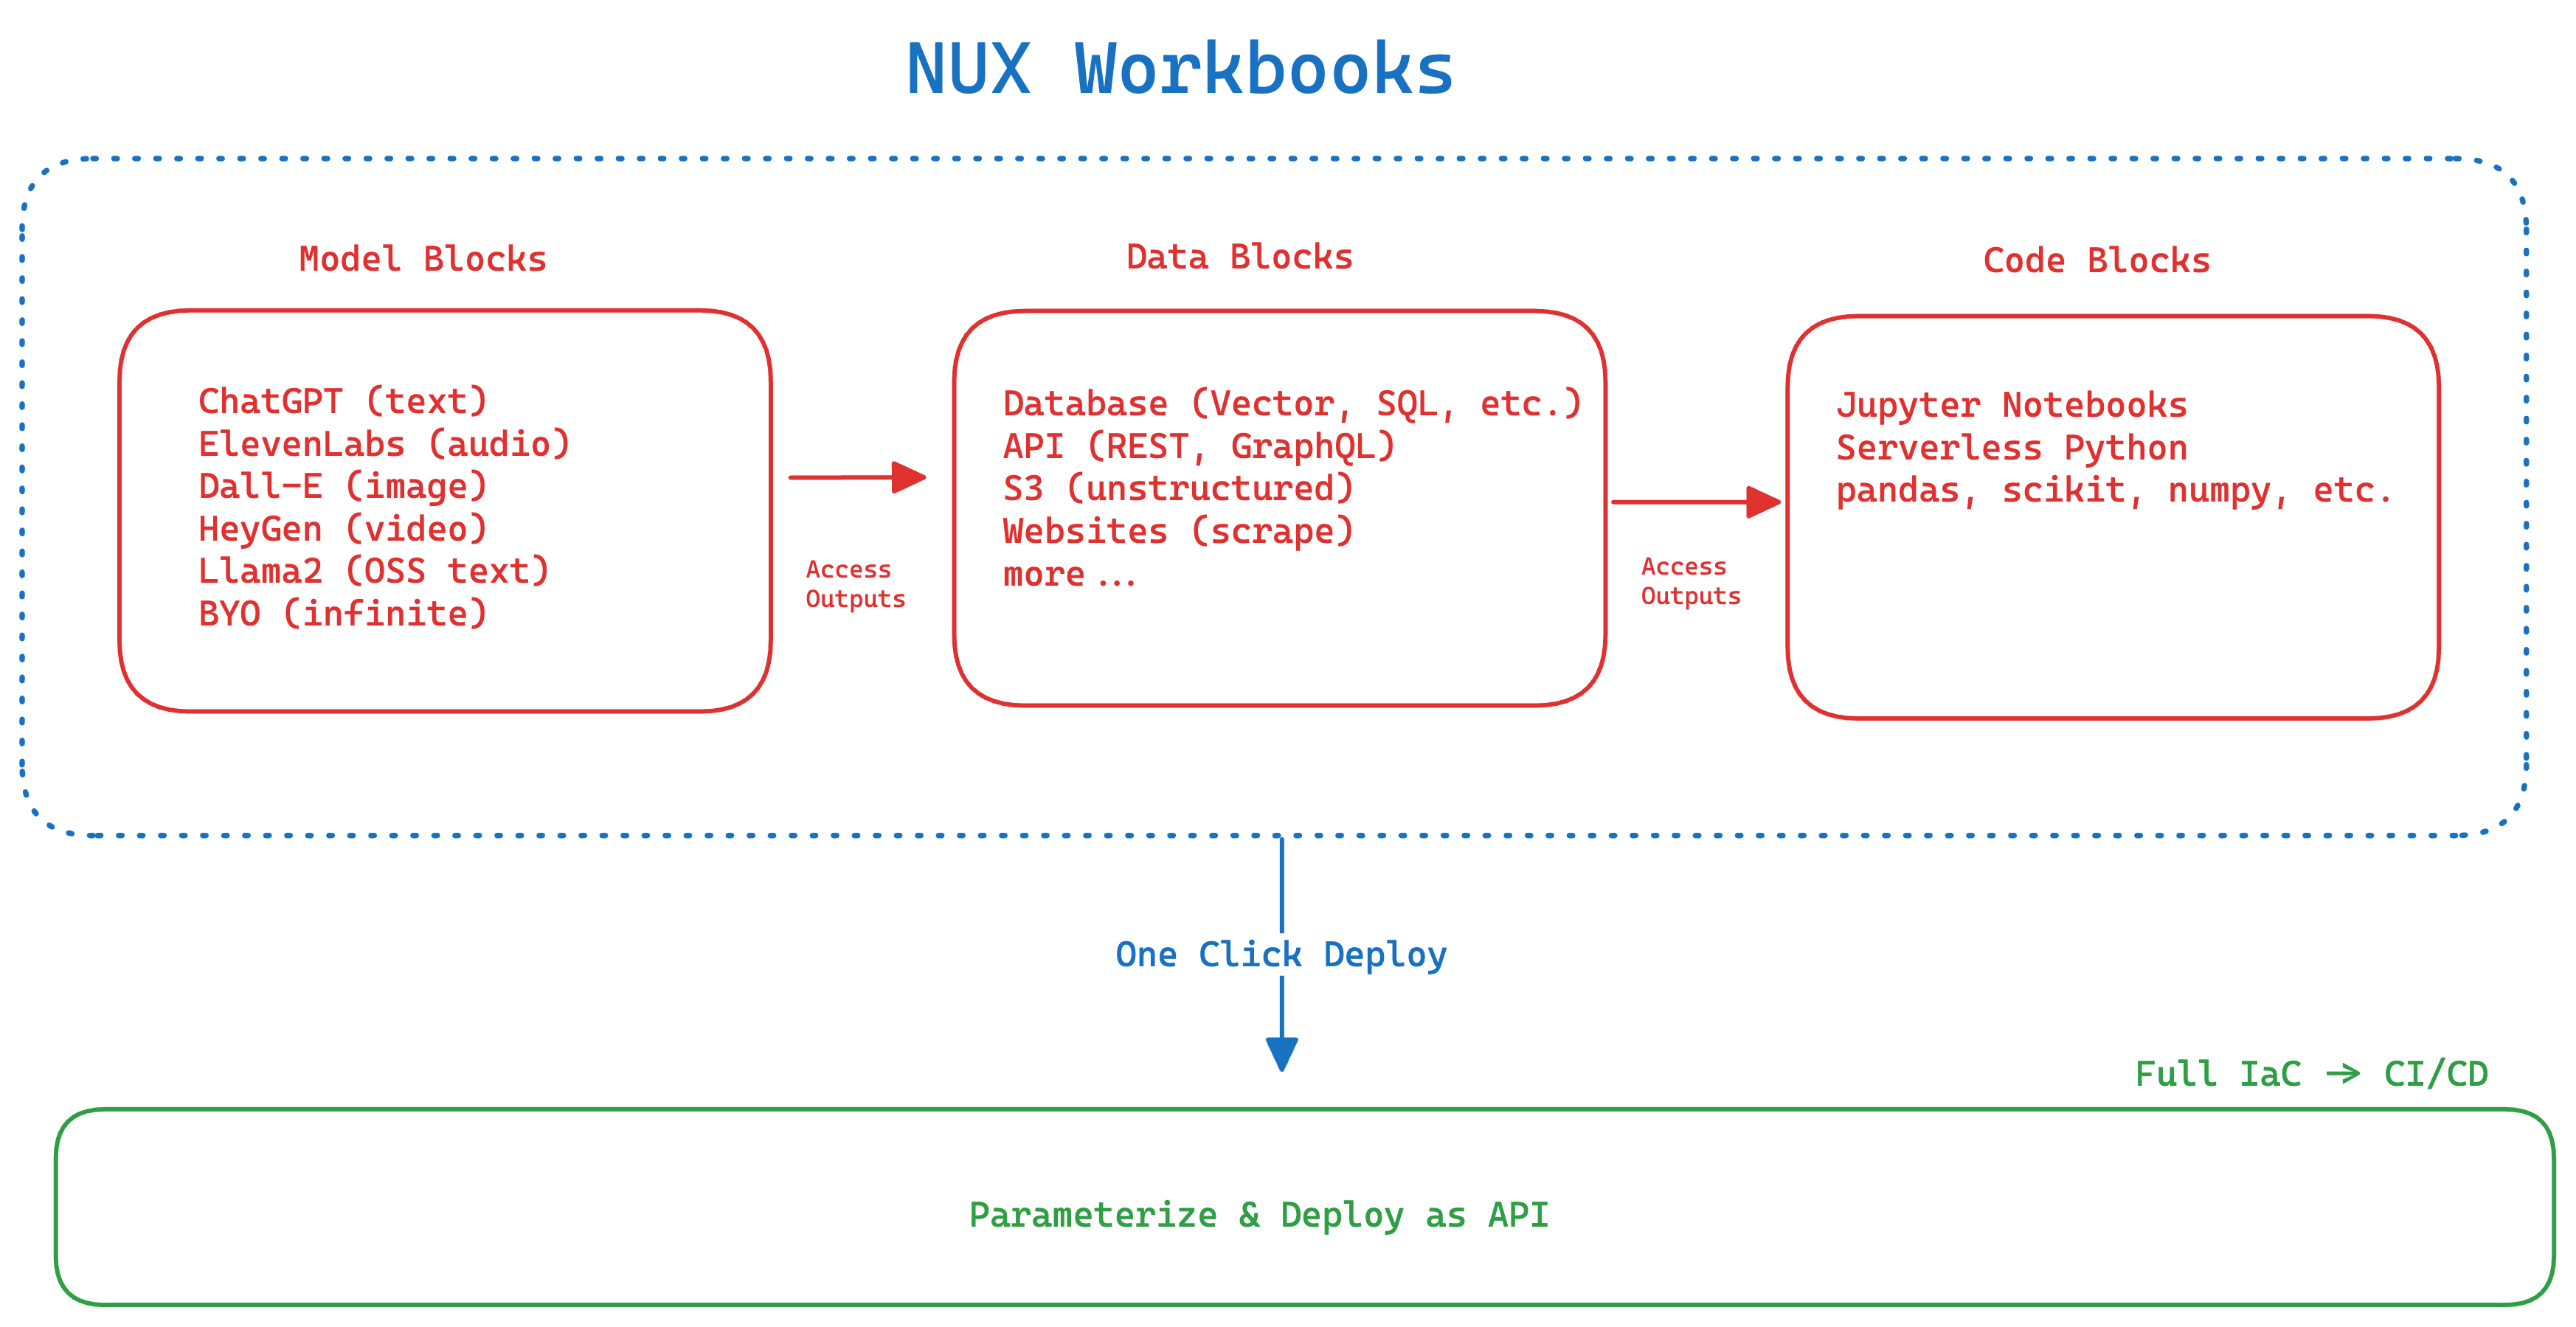 NUX Workbooks
Model Blocks
ChatGPT (text)
ElevenLabs (audio)
Dall-E (image)
HeyGen (video)
Llama2 (OSS text)
BYO (infinite)
Access
Outputs
Data Blocks
Database (Vector, SQL, etc.)
API (REST, GraphQL)
S3 (unstructured)
Websites (scrape)
more ...
Access
Outputs
Code Blocks
Jupyter Notebooks
Serverless Python
pandas, scikit, numpy, etc.
One Click Deploy
Full IaC → CI/CD
Parameterize & Deploy as API